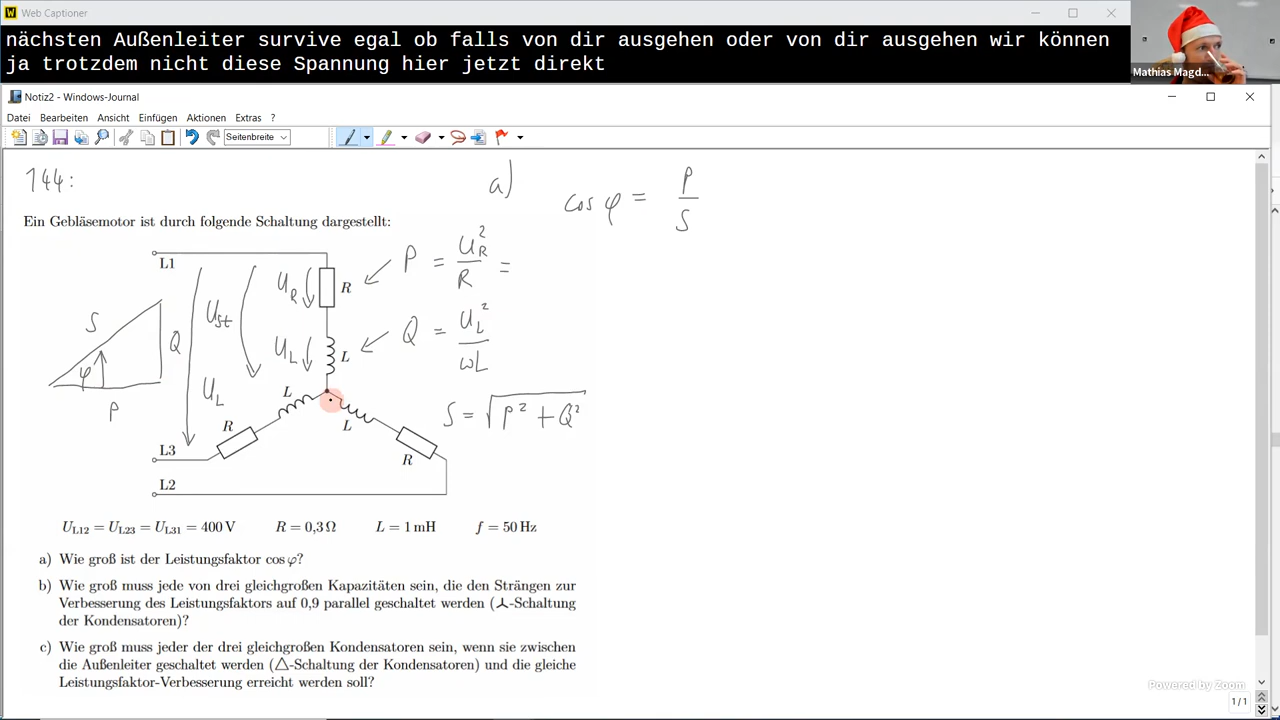 Web Captioner
nächsten Außenleiter survive egal ob falls von dir ausgehen oder von dir ausgehen wir können
ja trotzdem nicht diese Spannung hier jetzt direkt
Mathias Magd...
Notiz2 - Windows-Journal
Datei Bearbeiten Ansicht Einfügen Aktionen Extras ?
Seitenbreite
144:
a) cos φ = P/S
Ein Gebläsemotor ist durch folgende Schaltung dargestellt:
L1
U_R R P = U_R²/R =
U_St
S Q
U_L L Q = U_L²/ωL
φ
P
U_L
L L
S = √(P² + Q²)
R R
L3
L2
U_L12 = U_L23 = U_L31 = 400 V R = 0,3 Ω L = 1 mH f = 50 Hz
a) Wie groß ist der Leistungsfaktor cos φ?
b) Wie groß muss jede von drei gleichgroßen Kapazitäten sein, die den Strängen zur
Verbesserung des Leistungsfaktors auf 0,9 parallel geschaltet werden (⅄-Schaltung
der Kondensatoren)?
c) Wie groß muss jeder der drei gleichgroßen Kondensatoren sein, wenn sie zwischen
die Außenleiter geschaltet werden (△-Schaltung der Kondensatoren) und die gleiche
Leistungsfaktor-Verbesserung erreicht werden soll?
Powered by Zoom
1/1